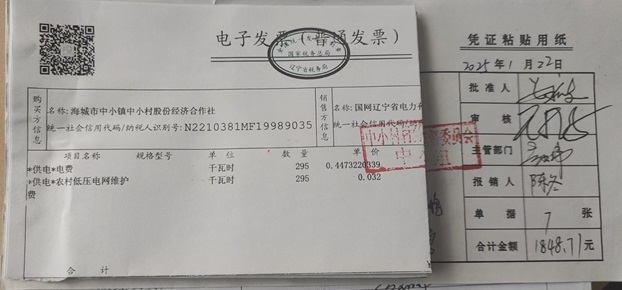 电子发票（普通发票）
国家税务总局
辽宁省税务局
购买方信息
名称：海城市中小镇中小村股份经济合作社
统一社会信用代码/纳税人识别号：N2210381MF19989035
销售方信息
名称：国网辽宁省电力
统一社会信用代码/纳
项目名称 规格型号 单位 数量 单价
*供电*电费 千瓦时 295 0.4473220339
*供电*农村低压电网维护费 千瓦时 295 0.032
合计
凭证粘贴用纸
2025年1月22日
批准人
审核
主管部门
报销人
单据 7 张
合计金额 1848.71元